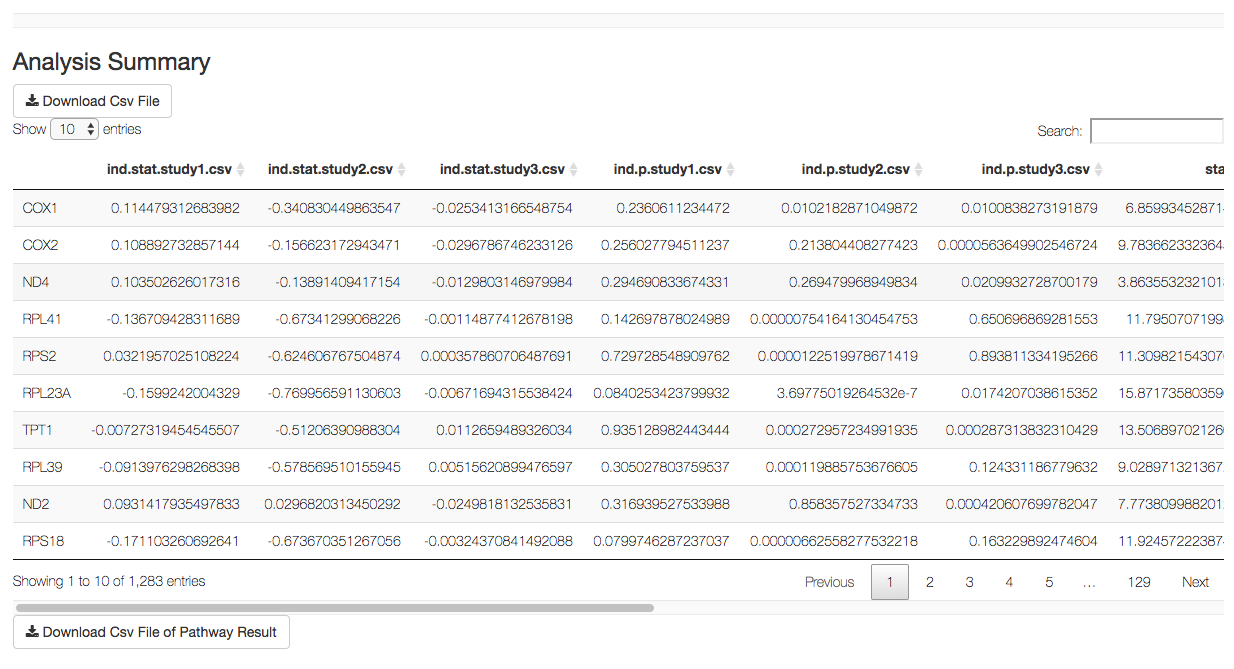 Analysis Summary
Download Csv File
Show 10 entries Search:
ind.stat.study1.csv ind.stat.study2.csv ind.stat.study3.csv ind.p.study1.csv ind.p.study2.csv ind.p.study3.csv sta
COX1 0.114479312683982 -0.340830449863547 -0.0253413166548754 0.2360611234472 0.0102182871049872 0.0100838273191879 6.85993452871
COX2 0.108892732857144 -0.156623172943471 -0.0296786746233126 0.256027794511237 0.213804408277423 0.0000563649902546724 9.783662332364
ND4 0.103502626017316 -0.13891409417154 -0.0129803146979984 0.294690833674331 0.269479968949834 0.0209932728700179 3.8635532321018
RPL41 -0.136709428311689 -0.67341299068226 -0.00114877412678198 0.142697878024989 0.00000754164130454753 0.650696869281553 11.7950707199
RPS2 0.0321957025108224 -0.624606767504874 0.000357860706487691 0.729728548909762 0.0000122519978671419 0.893811334195266 11.309821543070
RPL23A -0.1599242004329 -0.769956591130603 -0.00671694315538424 0.0840253423799932 3.69775019264532e-7 0.0174207038615352 15.871735803590
TPT1 -0.00727319454545507 -0.51206390988304 0.0112659489326034 0.935128982443444 0.000272957234991935 0.000287313832310429 13.506897021260
RPL39 -0.0913976298268398 -0.578569510155945 0.00515620899476597 0.305027803759537 0.000119885753676605 0.124331186779632 9.028971321367
ND2 0.0931417935497833 0.0296820313450292 -0.0249818132535831 0.316939527533988 0.858357527334733 0.000420607699782047 7.773809988201
RPS18 -0.171103260692641 -0.673670351267056 -0.00324370841492088 0.0799746287237037 0.00000662558277532218 0.163229892474604 11.92457222387
Showing 1 to 10 of 1,283 entries Previous 1 2 3 4 5 … 129 Next
Download Csv File of Pathway Result